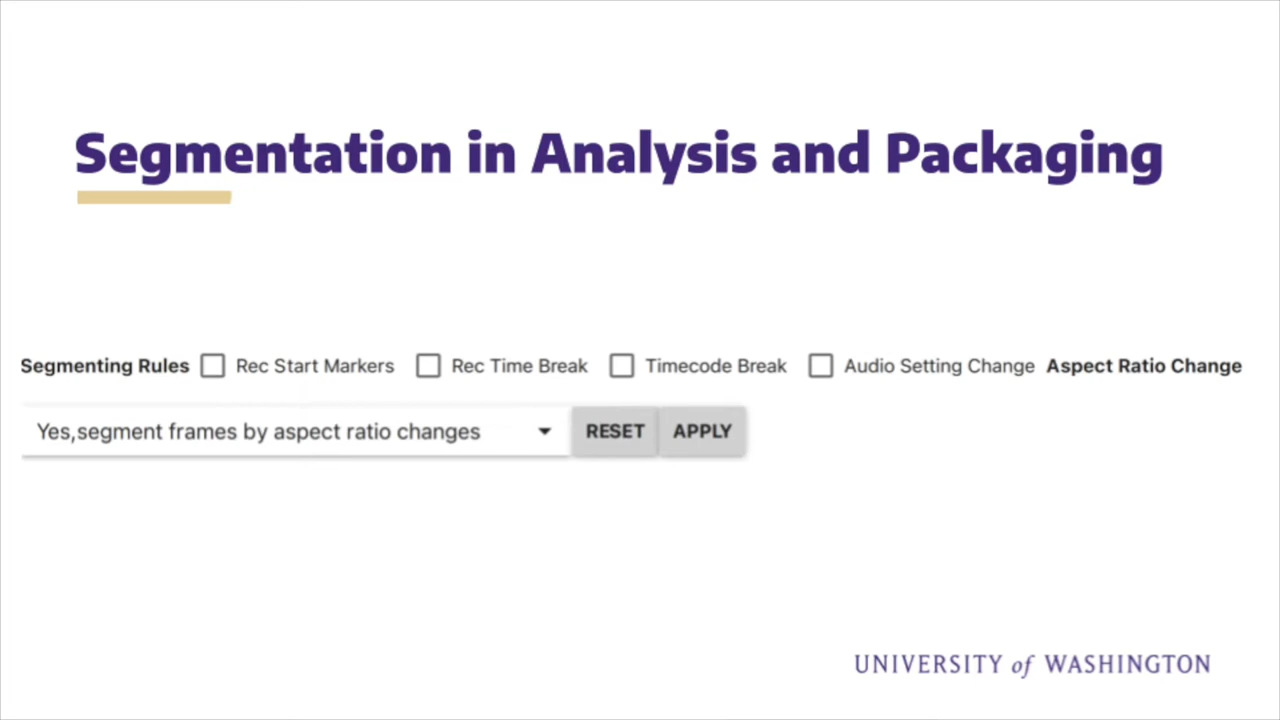 Segmentation in Analysis and Packaging
Segmenting Rules Rec Start Markers Rec Time Break Timecode Break Audio Setting Change Aspect Ratio Change
Yes,segment frames by aspect ratio changes RESET APPLY
UNIVERSITY of WASHINGTON